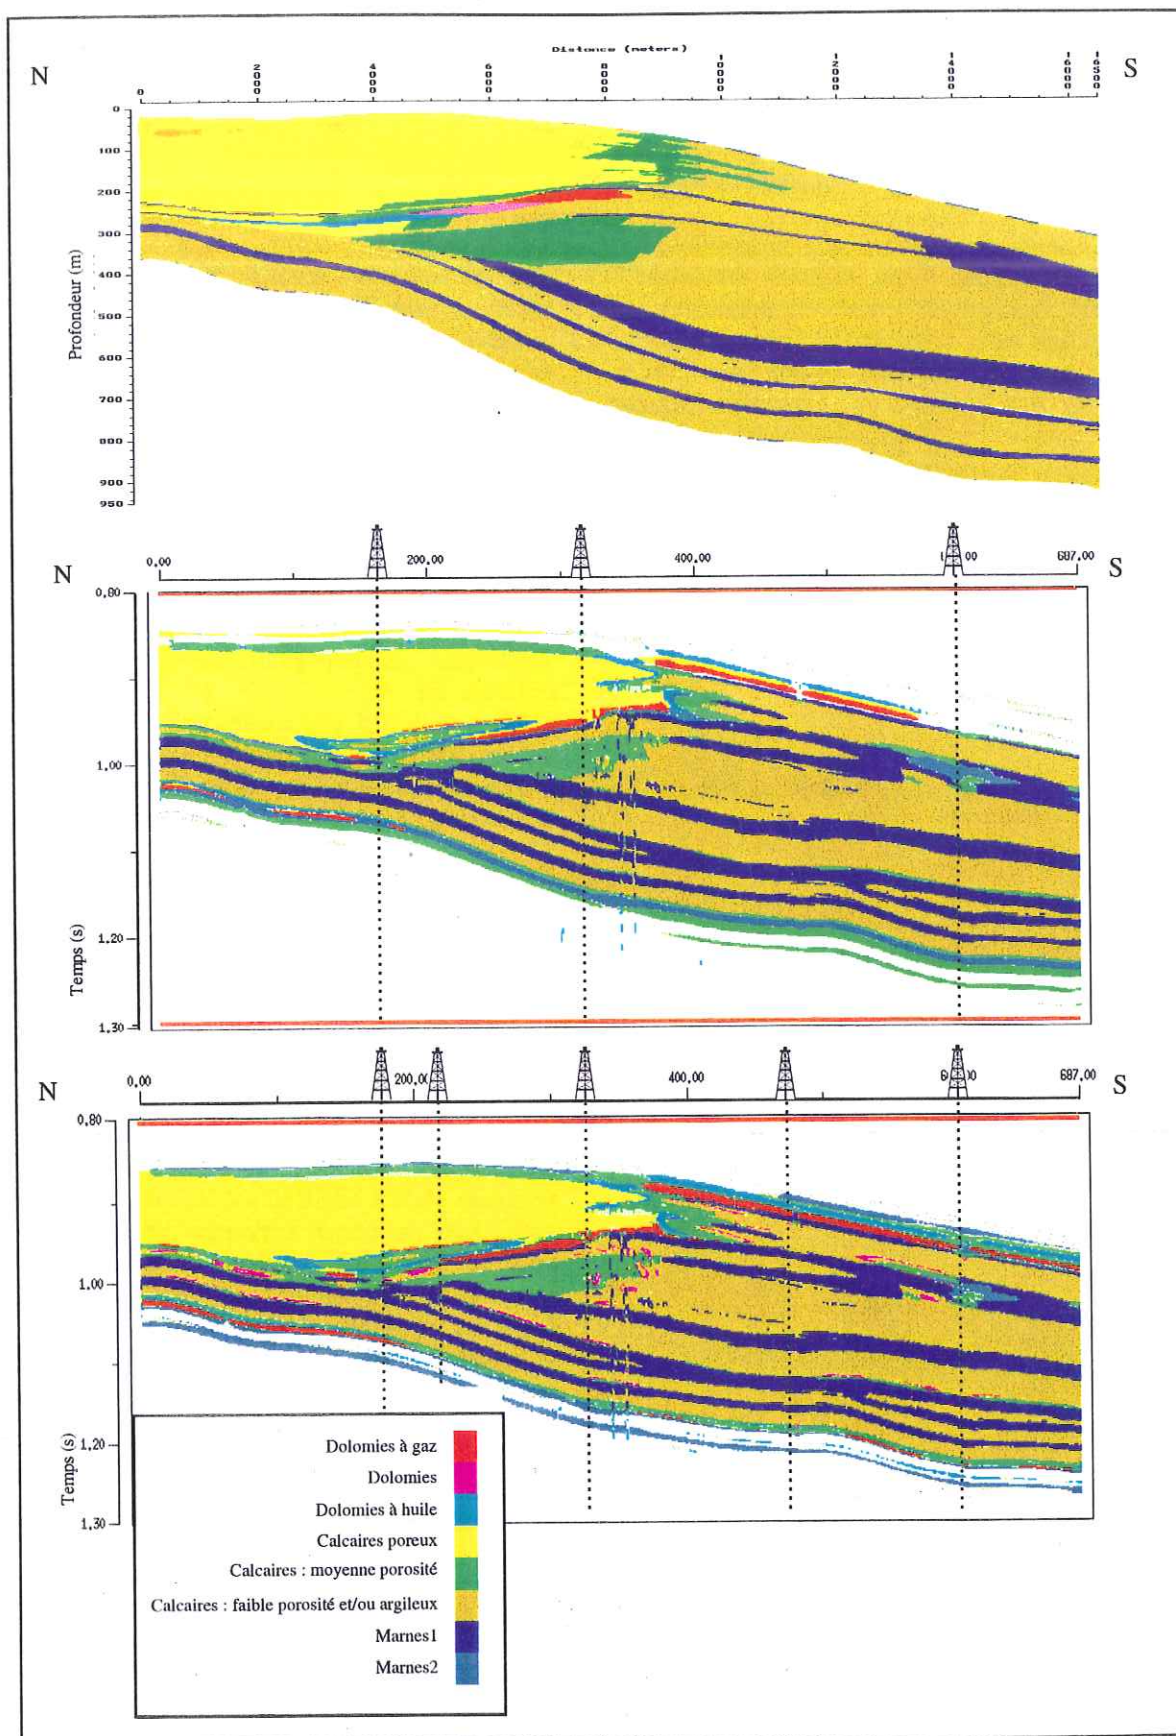 Distance (meters)
N
S
0
2000
4000
6000
8000
10000
12000
14000
16000
16500
0
100
200
300
400
500
600
700
800
900
950
Profondeur (m)
N
S
0,00
200,00
400,00
687,00
0,80
1,00
1,20
1,30
Temps (s)
N
S
0,00
200,00
400,00
687,00
0,80
1,00
1,20
1,30
Temps (s)
Dolomies à gaz
Dolomies
Dolomies à huile
Calcaires poreux
Calcaires : moyenne porosité
Calcaires : faible porosité et/ou argileux
Marnes1
Marnes2